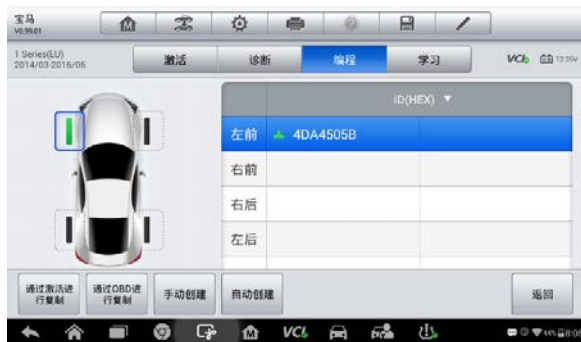 宝马
V0.99.01
1 Series(EU)
2014/03-2016/06
激活
诊断
编程
学习
VCI
ID(HEX) ▼
左前 4DA4505B
右前
右后
左后
通过激活进
行复制
通过OBD进
行复制
手动创建
自动创建
返回
VCI